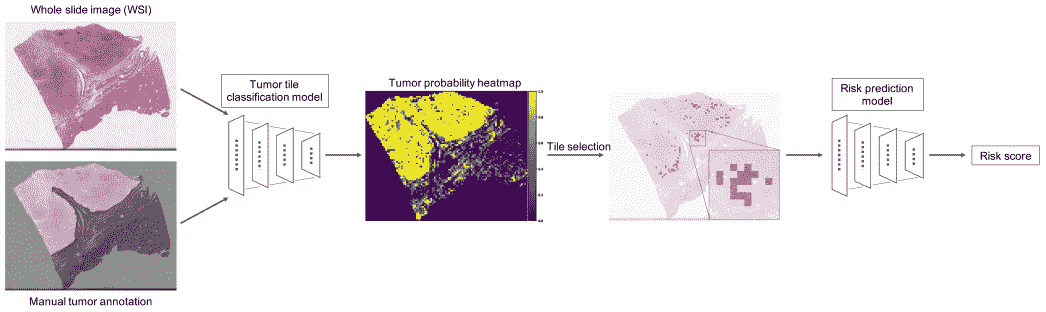 Whole slide image (WSI)
Manual tumor annotation
Tumor tile
classification model
Tumor probability heatmap
1.0
0.8
0.6
0.4
0.2
0.0
Tile selection
Risk prediction
model
Risk score